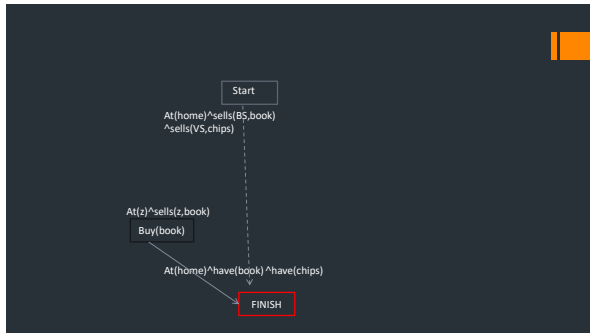 Start
At(home)^sells(BS,book)
^sells(VS,chips)
At(z)^sells(z,book)
Buy(book)
At(home)^have(book) ^have(chips)
FINISH